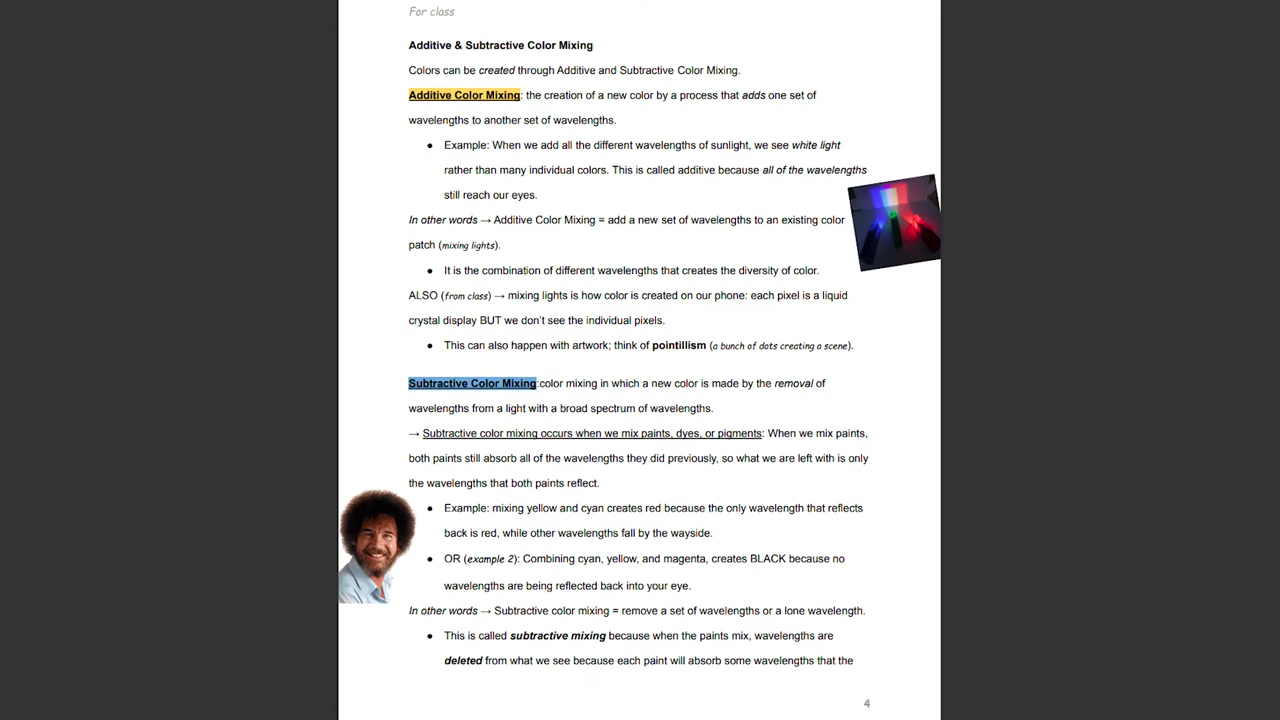 For class
Additive & Subtractive Color Mixing
Colors can be created through Additive and Subtractive Color Mixing.
Additive Color Mixing: the creation of a new color by a process that adds one set of
wavelengths to another set of wavelengths.
● Example: When we add all the different wavelengths of sunlight, we see white light
rather than many individual colors. This is called additive because all of the wavelengths
still reach our eyes.
In other words → Additive Color Mixing = add a new set of wavelengths to an existing color
patch (mixing lights).
● It is the combination of different wavelengths that creates the diversity of color.
ALSO (from class) → mixing lights is how color is created on our phone: each pixel is a liquid
crystal display BUT we don't see the individual pixels.
● This can also happen with artwork; think of pointillism (a bunch of dots creating a scene).
Subtractive Color Mixing:color mixing in which a new color is made by the removal of
wavelengths from a light with a broad spectrum of wavelengths.
→ Subtractive color mixing occurs when we mix paints, dyes, or pigments: When we mix paints,
both paints still absorb all of the wavelengths they did previously, so what we are left with is only
the wavelengths that both paints reflect.
● Example: mixing yellow and cyan creates red because the only wavelength that reflects
back is red, while other wavelengths fall by the wayside.
● OR (example 2): Combining cyan, yellow, and magenta, creates BLACK because no
wavelengths are being reflected back into your eye.
In other words → Subtractive color mixing = remove a set of wavelengths or a lone wavelength.
● This is called subtractive mixing because when the paints mix, wavelengths are
deleted from what we see because each paint will absorb some wavelengths that the
4